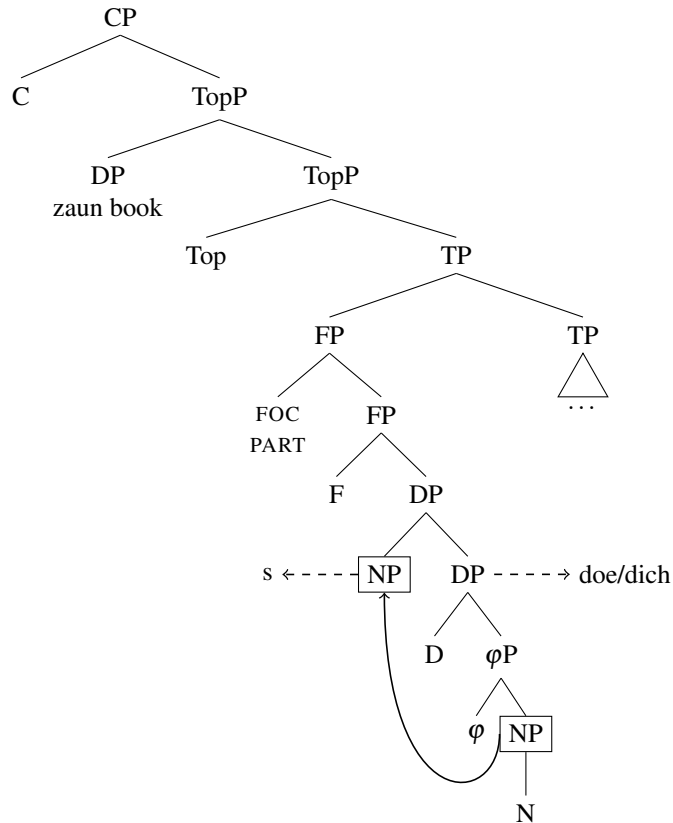 CP
C TopP
DP TopP
zaun book
Top TP
FP TP
FOC FP ...
PART
F DP
s NP DP doe/dich
D φP
φ NP
N